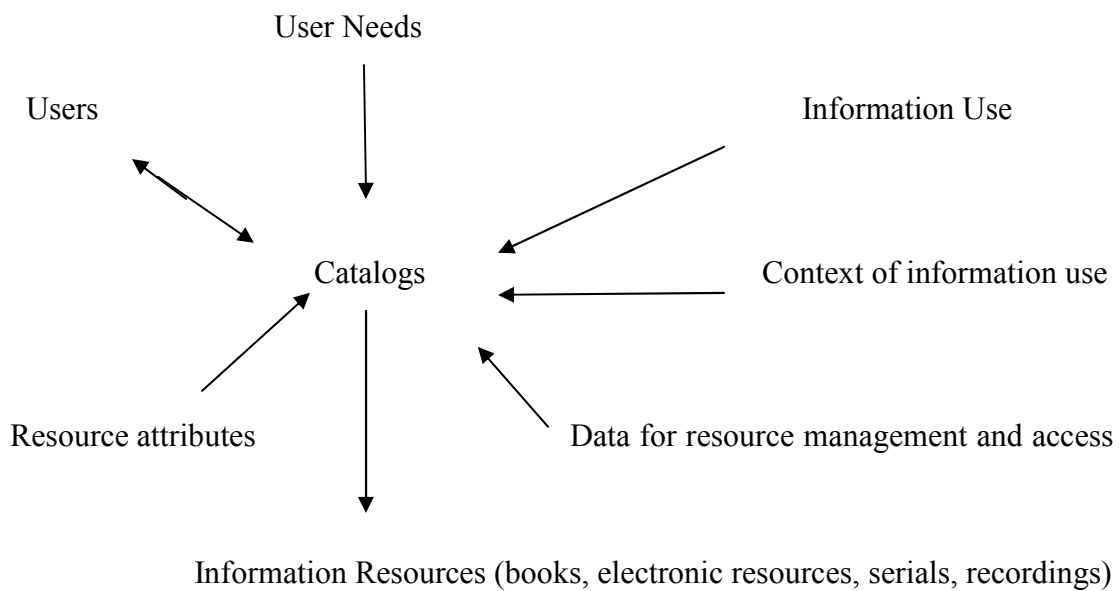 User Needs
Users
Information Use
Catalogs
Context of information use
Resource attributes
Data for resource management and access
Information Resources (books, electronic resources, serials, recordings)